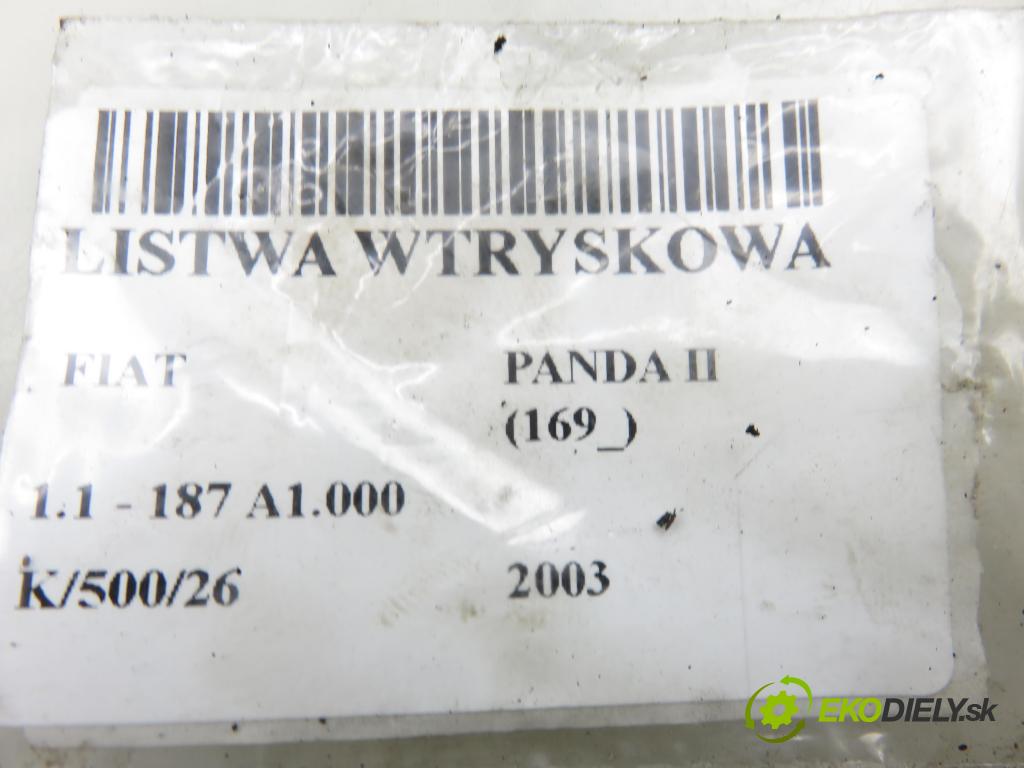 LISTWA WTRYSKOWA
FIAT
PANDA II
(169_)
1.1 - 187 A1.000
K/500/26
2003
EKODIELY.sk